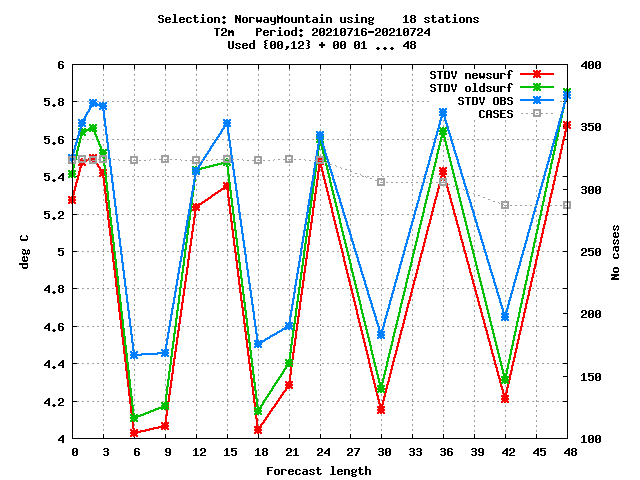 Selection: NorwayMountain using    18 stations
T2m   Period: 20210716-20210724
Used {00,12} + 00 01 ... 48
STDV newsurf
STDV oldsurf
STDV OBS
CASES
6
5.8
5.6
5.4
5.2
5
4.8
4.6
4.4
4.2
4
deg C
400
350
300
250
200
150
100
No cases
0 3 6 9 12 15 18 21 24 27 30 33 36 39 42 45 48
Forecast length